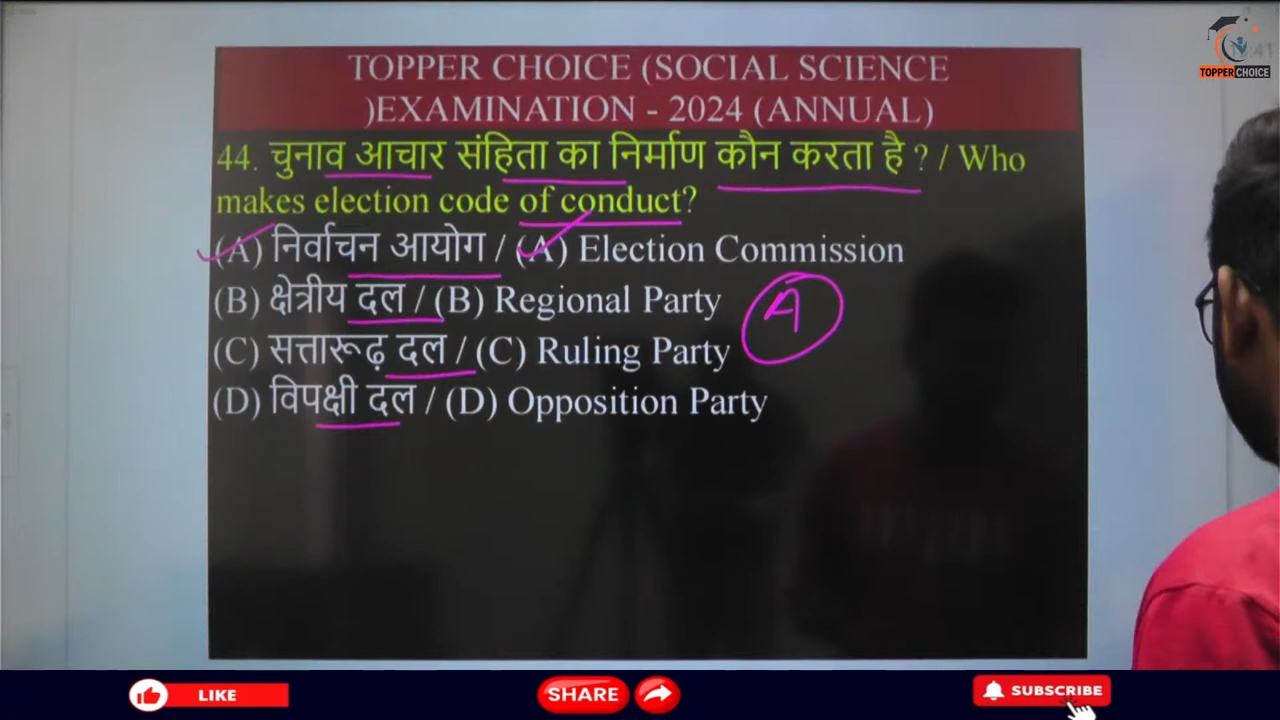 TOPPER CHOICE (SOCIAL SCIENCE
)EXAMINATION - 2024 (ANNUAL)
44. चुनाव आचार संहिता का निर्माण कौन करता है ? / Who
makes election code of conduct?
(A) निर्वाचन आयोग / (A) Election Commission
(B) क्षेत्रीय दल / (B) Regional Party
A
(C) सत्तारूढ़ दल / (C) Ruling Party
(D) विपक्षी दल / (D) Opposition Party
TOPPER CHOICE
LIKE
SHARE
SUBSCRIBE